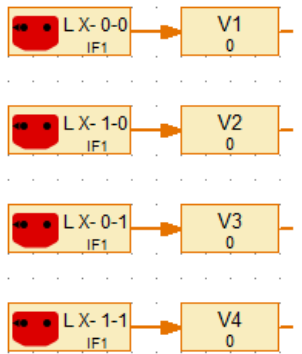 L X- 0-0
IF1
V1
0
L X- 1-0
IF1
V2
0
L X- 0-1
IF1
V3
0
L X- 1-1
IF1
V4
0